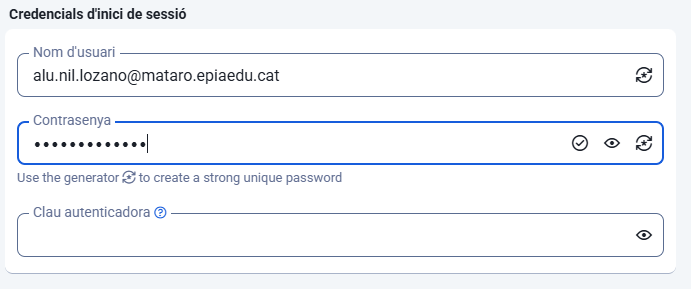 Credencials d'inici de sessió
Nom d'usuari
alu.nil.lozano@mataro.epiaedu.cat
Contrasenya
•••••••••••••
Use the generator to create a strong unique password
Clau autenticadora